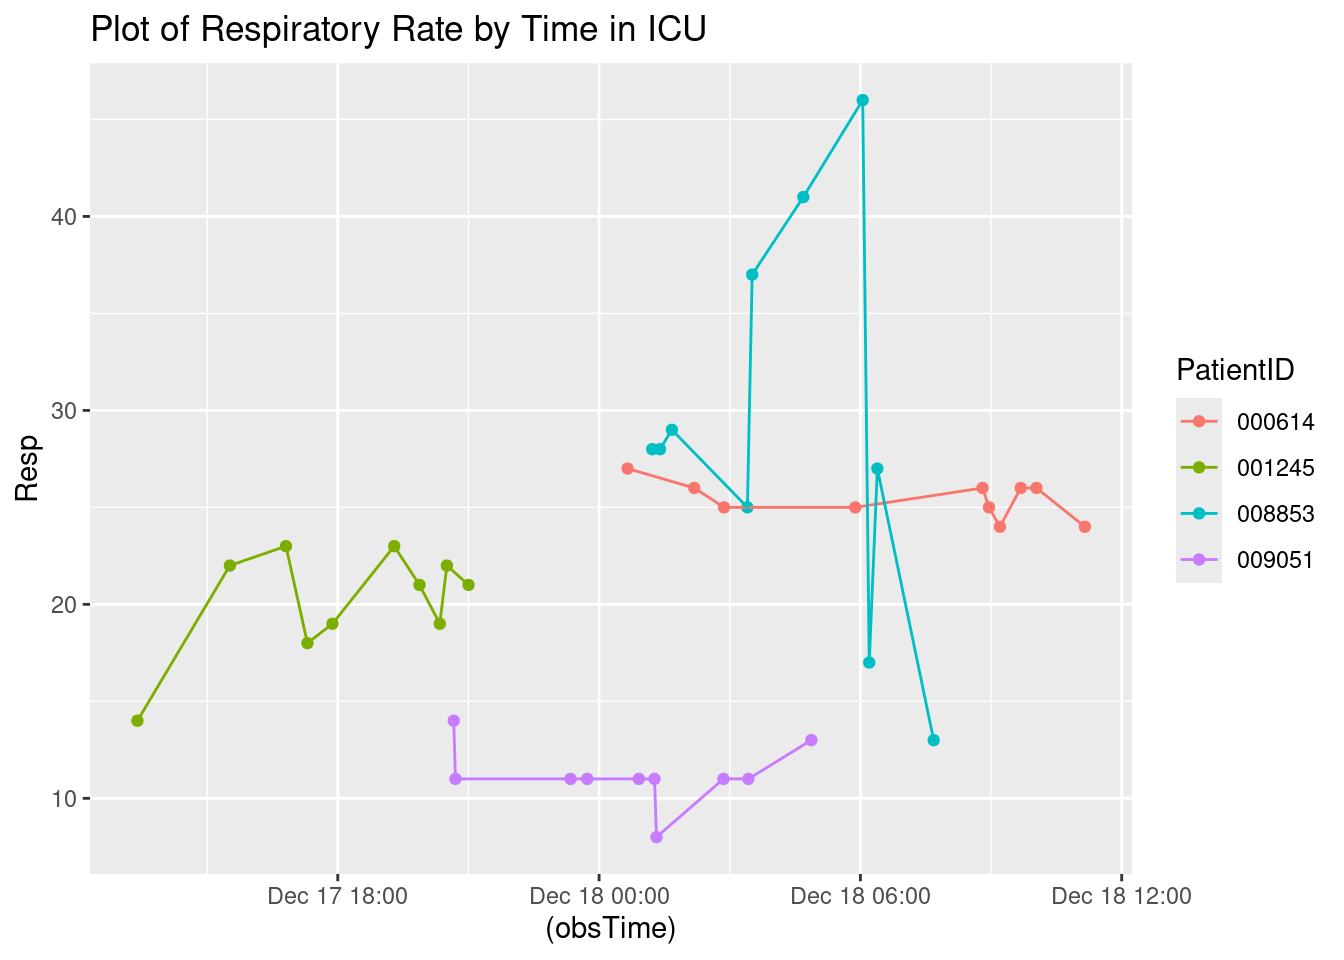 Plot of Respiratory Rate by Time in ICU
Resp
40
30
20
10
Dec 17 18:00
Dec 18 00:00
Dec 18 06:00
Dec 18 12:00
(obsTime)
PatientID
000614
001245
008853
009051